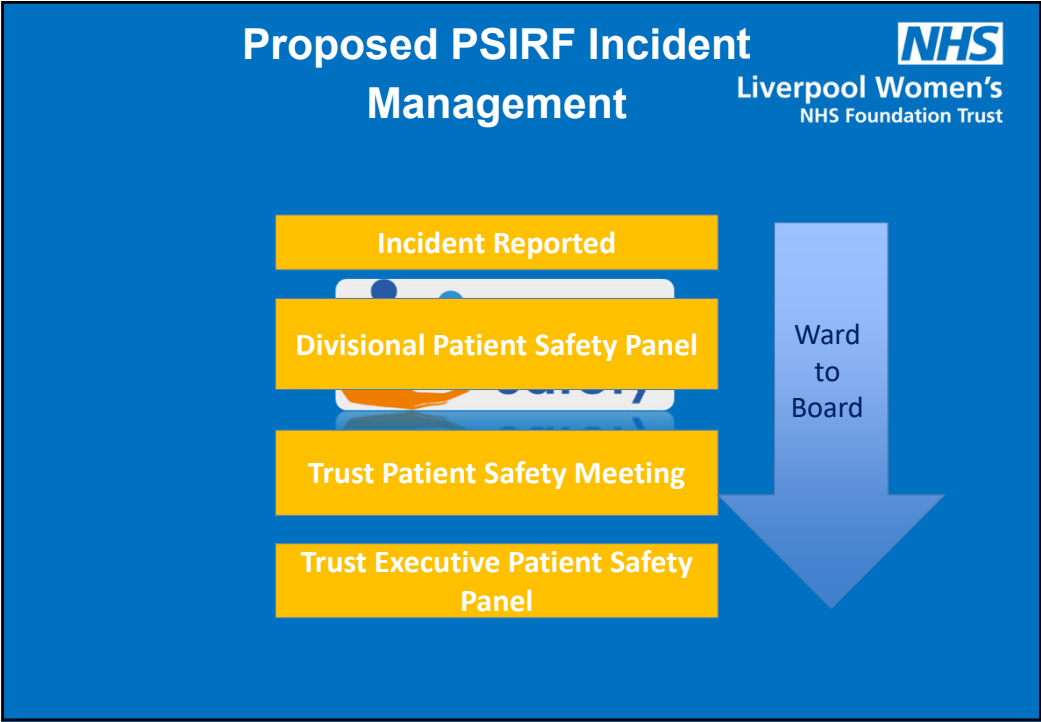 Proposed PSIRF Incident
Management
NHS
Liverpool Women's
NHS Foundation Trust
Incident Reported
Divisional Patient Safety Panel
Trust Patient Safety Meeting
Trust Executive Patient Safety
Panel
Ward
to
Board